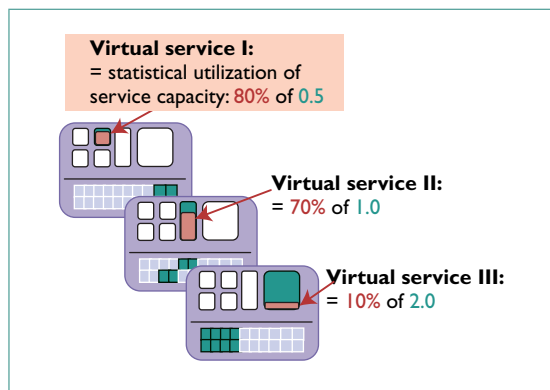 Virtual service I:
= statistical utilization of
service capacity: 80% of 0.5
Virtual service II:
= 70% of 1.0
Virtual service III:
= 10% of 2.0